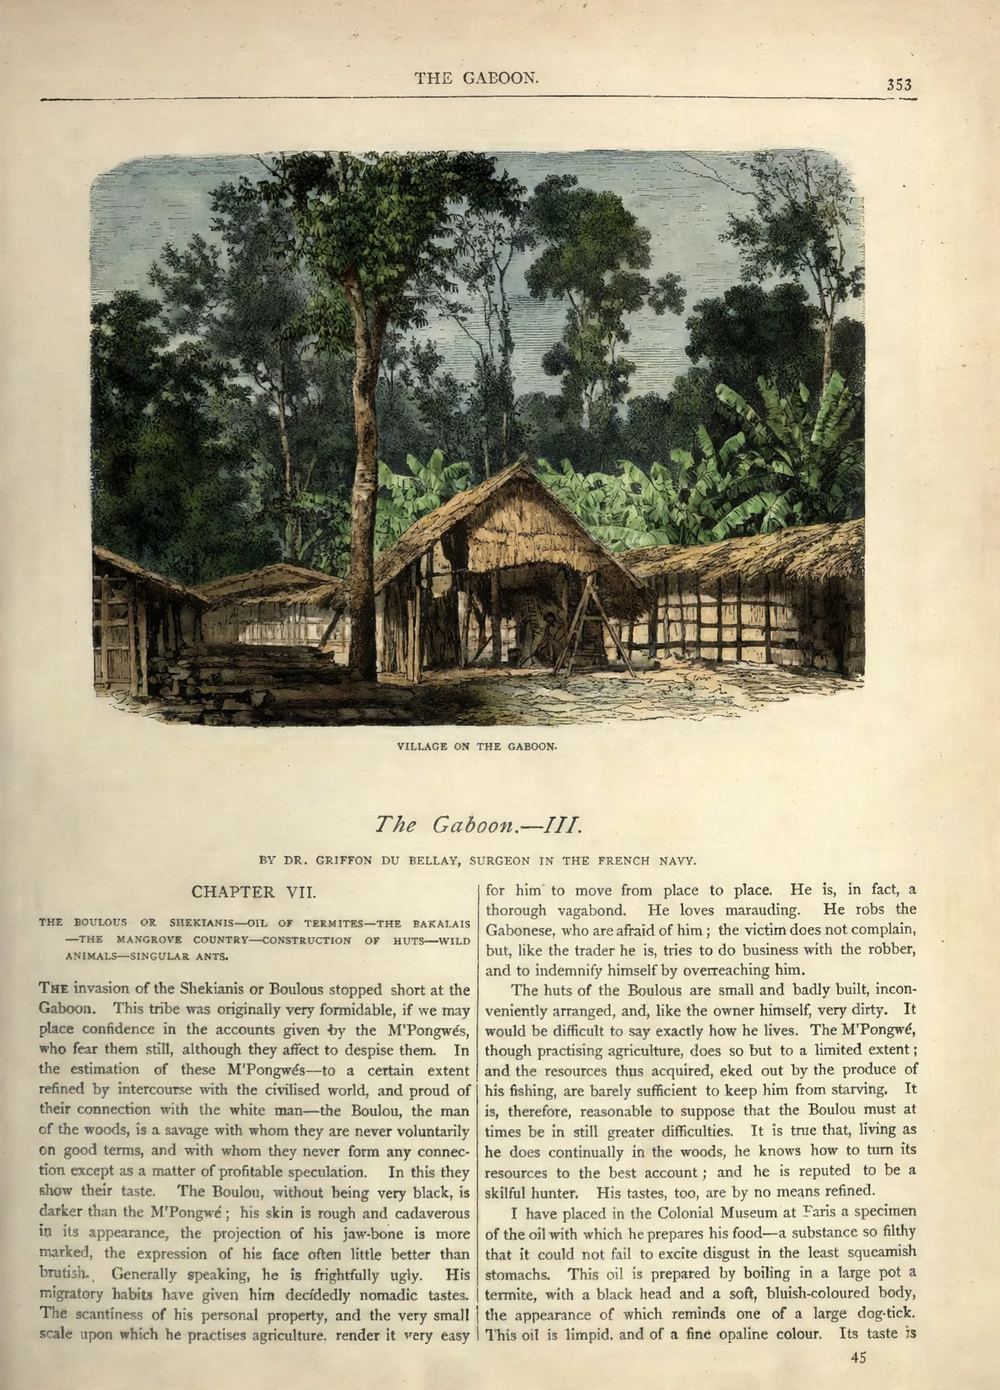 THE GABOON.
353
VILLAGE ON THE GABOON.
The Gaboon.—III.
BY DR. GRIFFON DU BELLAY, SURGEON IN THE FRENCH NAVY.
CHAPTER VII.
THE BOULOUS OR SHEKIANIS—OIL OF TERMITES—THE BAKALAIS
—THE MANGROVE COUNTRY—CONSTRUCTION OF HUTS—WILD
ANIMALS—SINGULAR ANTS.
THE invasion of the Shekianis or Boulous stopped short at the
Gaboon. This tribe was originally very formidable, if we may
place confidence in the accounts given by the M'Pongwés,
who fear them still, although they affect to despise them. In
the estimation of these M'Pongwés—to a certain extent
refined by intercourse with the civilised world, and proud of
their connection with the white man—the Boulou, the man
of the woods, is a savage with whom they are never voluntarily
on good terms, and with whom they never form any connec-
tion except as a matter of profitable speculation. In this they
show their taste. The Boulou, without being very black, is
darker than the M'Pongwé; his skin is rough and cadaverous
in its appearance, the projection of his jaw-bone is more
marked, the expression of his face often little better than
brutish. Generally speaking, he is frightfully ugly. His
migratory habits have given him decidedly nomadic tastes.
The scantiness of his personal property, and the very small
scale upon which he practises agriculture, render it very easy
for him to move from place to place. He is, in fact, a
thorough vagabond. He loves marauding. He robs the
Gabonese, who are afraid of him; the victim does not complain,
but, like the trader he is, tries to do business with the robber,
and to indemnify himself by overreaching him.
The huts of the Boulous are small and badly built, incon-
veniently arranged, and, like the owner himself, very dirty. It
would be difficult to say exactly how he lives. The M'Pongwé,
though practising agriculture, does so but to a limited extent;
and the resources thus acquired, eked out by the produce of
his fishing, are barely sufficient to keep him from starving. It
is, therefore, reasonable to suppose that the Boulou must at
times be in still greater difficulties. It is true that, living as
he does continually in the woods, he knows how to turn its
resources to the best account; and he is reputed to be a
skilful hunter. His tastes, too, are by no means refined.
I have placed in the Colonial Museum at Paris a specimen
of the oil with which he prepares his food—a substance so filthy
that it could not fail to excite disgust in the least squeamish
stomachs. This oil is prepared by boiling in a large pot a
termite, with a black head and a soft, bluish-coloured body,
the appearance of which reminds one of a large dog-tick.
This oil is limpid, and of a fine opaline colour. Its taste is
45